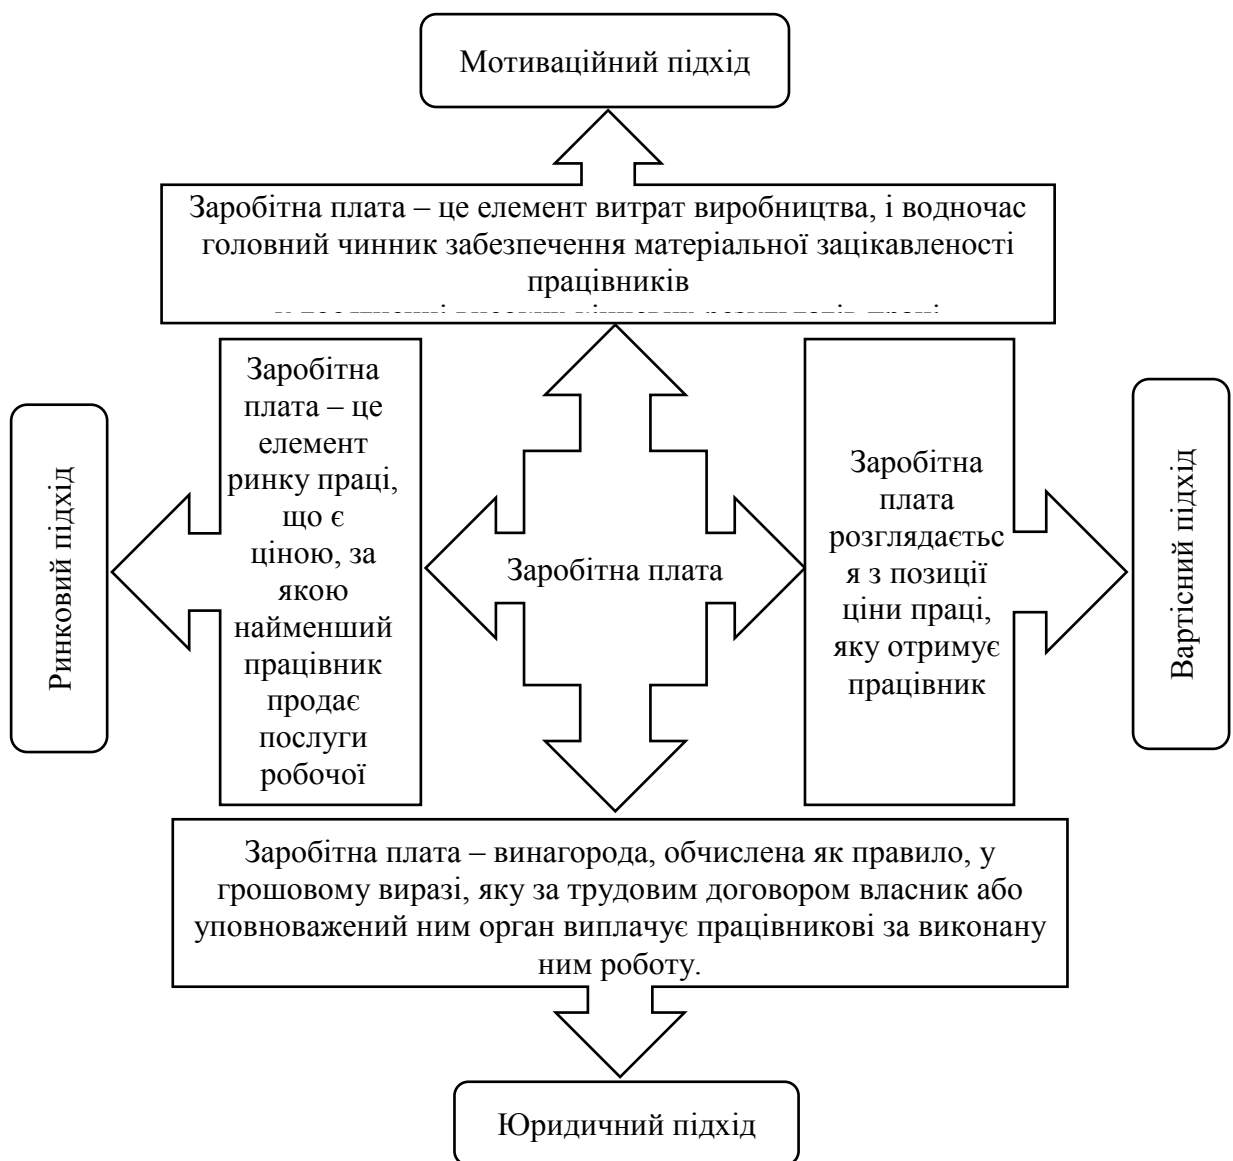 Мотиваційний підхід
Заробітна плата – це елемент витрат виробництва, і водночас
головний чинник забезпечення матеріальної зацікавленості
працівників
Ринковий підхід
Заробітна
плата – це
елемент
ринку праці,
що є
ціною, за
якою
найменший
працівник
продає
послуги
робочої
Заробітна плата
Заробітна
плата
розглядаєтьс
я з позиції
ціни праці,
яку отримує
працівник
Вартісний підхід
Заробітна плата – винагорода, обчислена як правило, у
грошовому виразі, яку за трудовим договором власник або
уповноважений ним орган виплачує працівникові за виконану
ним роботу.
Юридичний підхід